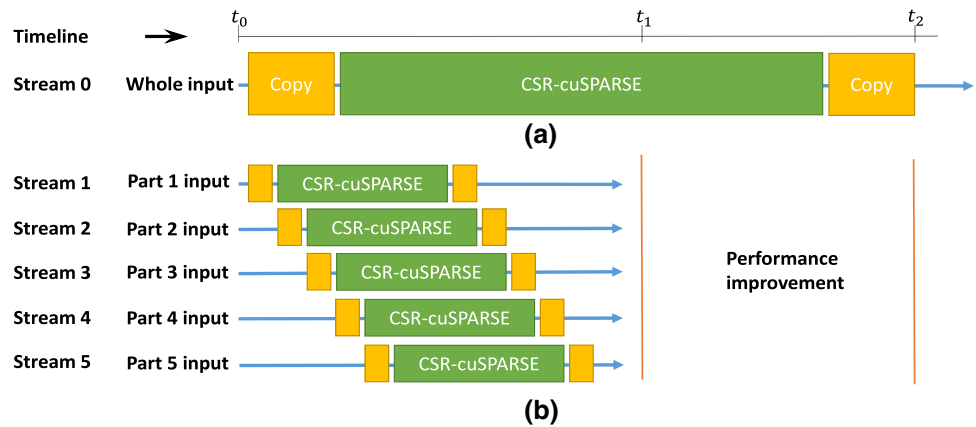 t0 t1 t2
Timeline
Stream 0 Whole input Copy CSR-cuSPARSE Copy
(a)
Stream 1 Part 1 input CSR-cuSPARSE
Stream 2 Part 2 input CSR-cuSPARSE
Stream 3 Part 3 input CSR-cuSPARSE
Stream 4 Part 4 input CSR-cuSPARSE
Stream 5 Part 5 input CSR-cuSPARSE
Performance
improvement
(b)